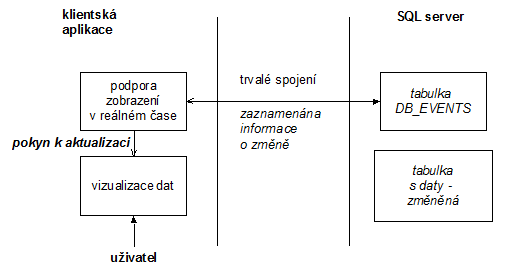 klientská
aplikace
SQL server
podpora
zobrazení
v reálném čase
trvalé spojení
zaznamenána
informace
o změně
tabulka
DB_EVENTS
pokyn k aktualizaci
vizualizace dat
tabulka
s daty -
změněná
uživatel